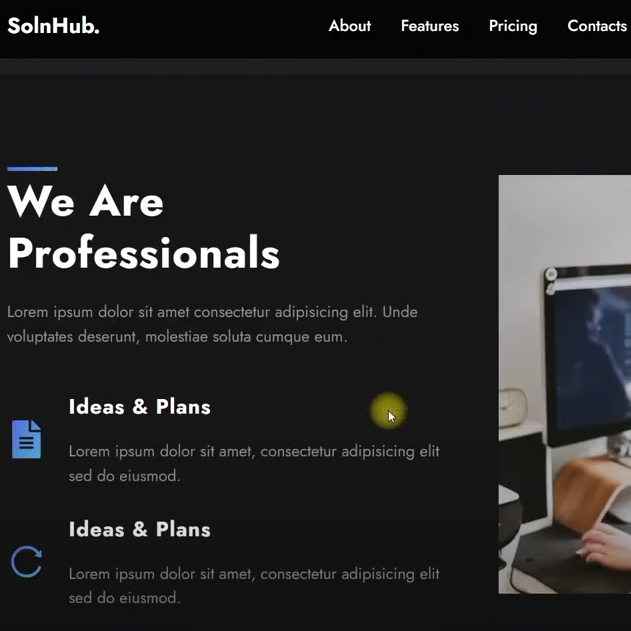 SolnHub.
About Features Pricing Contacts
We Are
Professionals
Lorem ipsum dolor sit amet consectetur adipisicing elit. Unde
voluptates deserunt, molestiae soluta cumque eum.
Ideas & Plans
Lorem ipsum dolor sit amet, consectetur adipisicing elit
sed do eiusmod.
Ideas & Plans
Lorem ipsum dolor sit amet, consectetur adipisicing elit
sed do eiusmod.